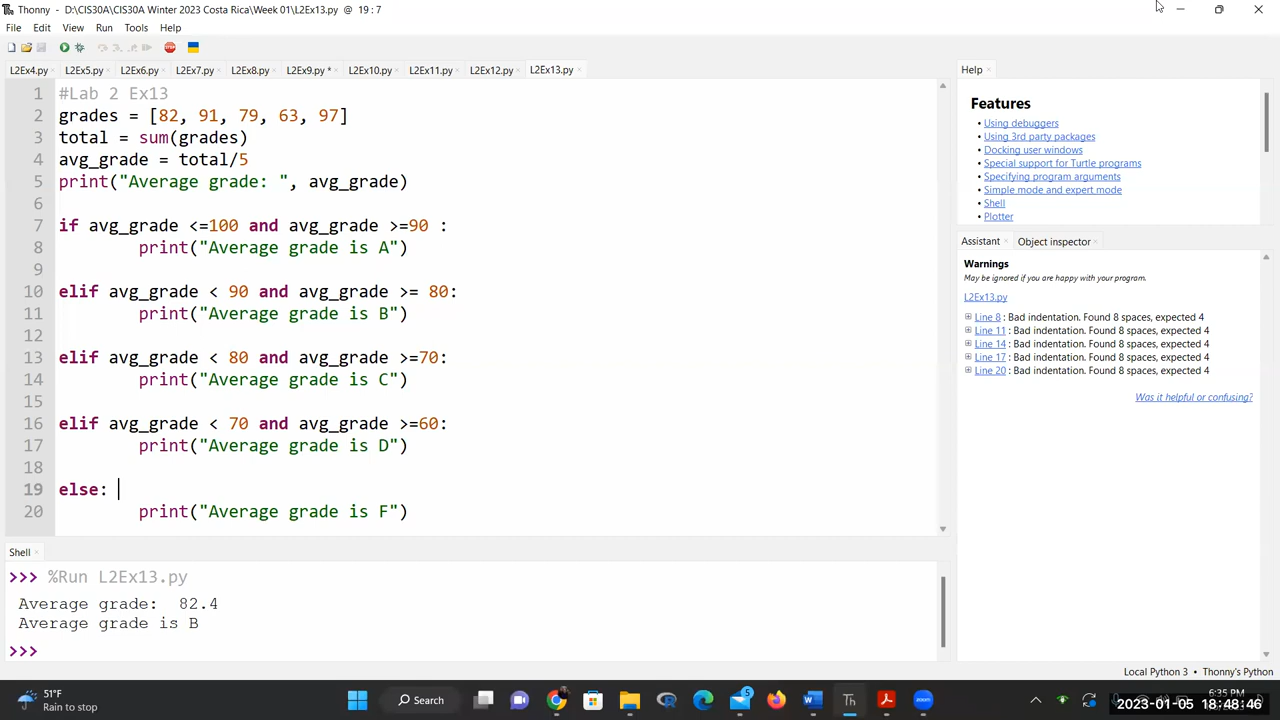 Thonny - D:\CIS30A\CIS30A Winter 2023 Costa Rica\Week 01\L2Ex13.py @ 19 : 7
File Edit View Run Tools Help
L2Ex4.py L2Ex5.py L2Ex6.py L2Ex7.py L2Ex8.py L2Ex9.py * L2Ex10.py L2Ex11.py L2Ex12.py L2Ex13.py
1 #Lab 2 Ex13
2 grades = [82, 91, 79, 63, 97]
3 total = sum(grades)
4 avg_grade = total/5
5 print("Average grade: ", avg_grade)
6
7 if avg_grade <=100 and avg_grade >=90 :
8 print("Average grade is A")
9
10 elif avg_grade < 90 and avg_grade >= 80:
11 print("Average grade is B")
12
13 elif avg_grade < 80 and avg_grade >=70:
14 print("Average grade is C")
15
16 elif avg_grade < 70 and avg_grade >=60:
17 print("Average grade is D")
18
19 else:
20 print("Average grade is F")
Shell
>>> %Run L2Ex13.py
Average grade:  82.4
Average grade is B
>>>
Help
Features
• Using debuggers
• Using 3rd party packages
• Docking user windows
• Special support for Turtle programs
• Specifying program arguments
• Simple mode and expert mode
• Shell
• Plotter
Assistant Object inspector
Warnings
May be ignored if you are happy with your program.
L2Ex13.py
Line 8 : Bad indentation. Found 8 spaces, expected 4
Line 11 : Bad indentation. Found 8 spaces, expected 4
Line 14 : Bad indentation. Found 8 spaces, expected 4
Line 17 : Bad indentation. Found 8 spaces, expected 4
Line 20 : Bad indentation. Found 8 spaces, expected 4
Was it helpful or confusing?
Local Python 3 • Thonny's Python
51°F
Rain to stop
Search
5
Th
6:35 PM
2023-01-05 18:48:46